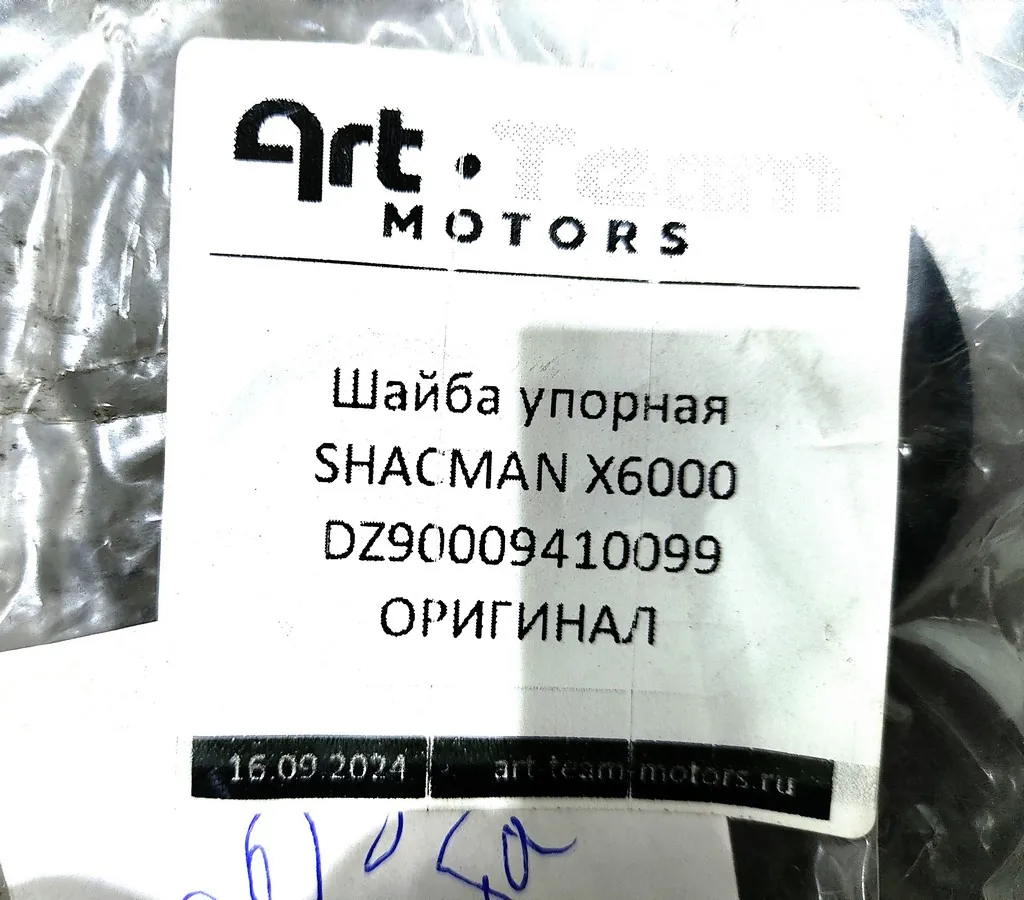 Art · Team
MOTORS
Шайба упорная
SHACMAN X6000
DZ90009410099
ОРИГИНАЛ
16.09.2024 art-team-motors.ru